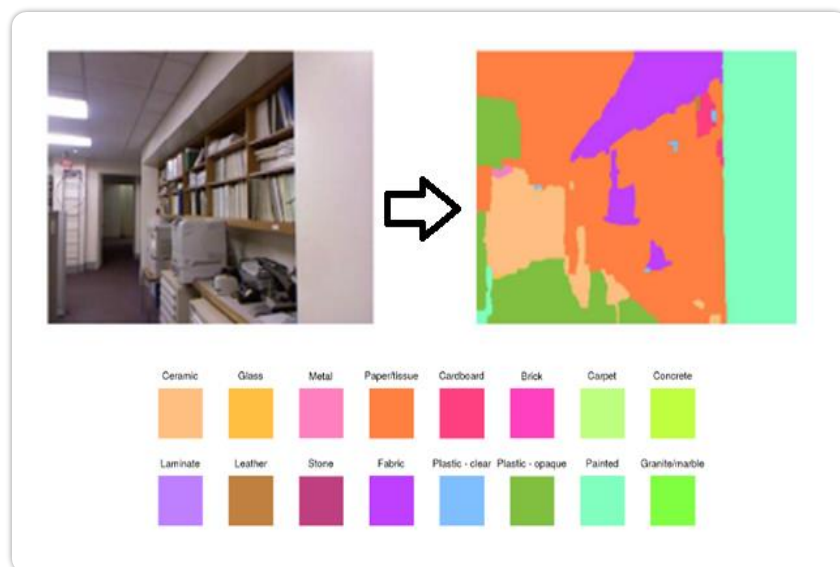 Ceramic Glass Metal Paper/tissue Cardboard Brick Carpet Concrete
Laminate Leather Stone Fabric Plastic - clear Plastic - opaque Painted Granite/marble